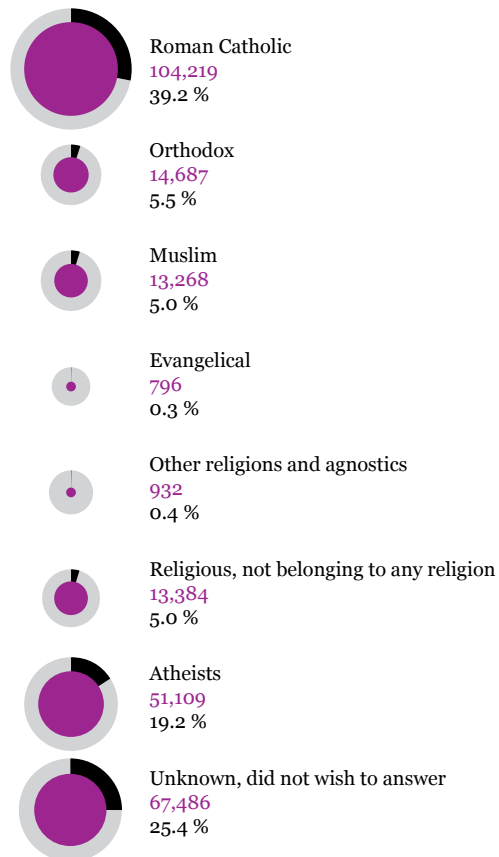 Roman Catholic
104,219
39.2 %
Orthodox
14,687
5.5 %
Muslim
13,268
5.0 %
Evangelical
796
0.3 %
Other religions and agnostics
932
0.4 %
Religious, not belonging to any religion
13,384
5.0 %
Atheists
51,109
19.2 %
Unknown, did not wish to answer
67,486
25.4 %